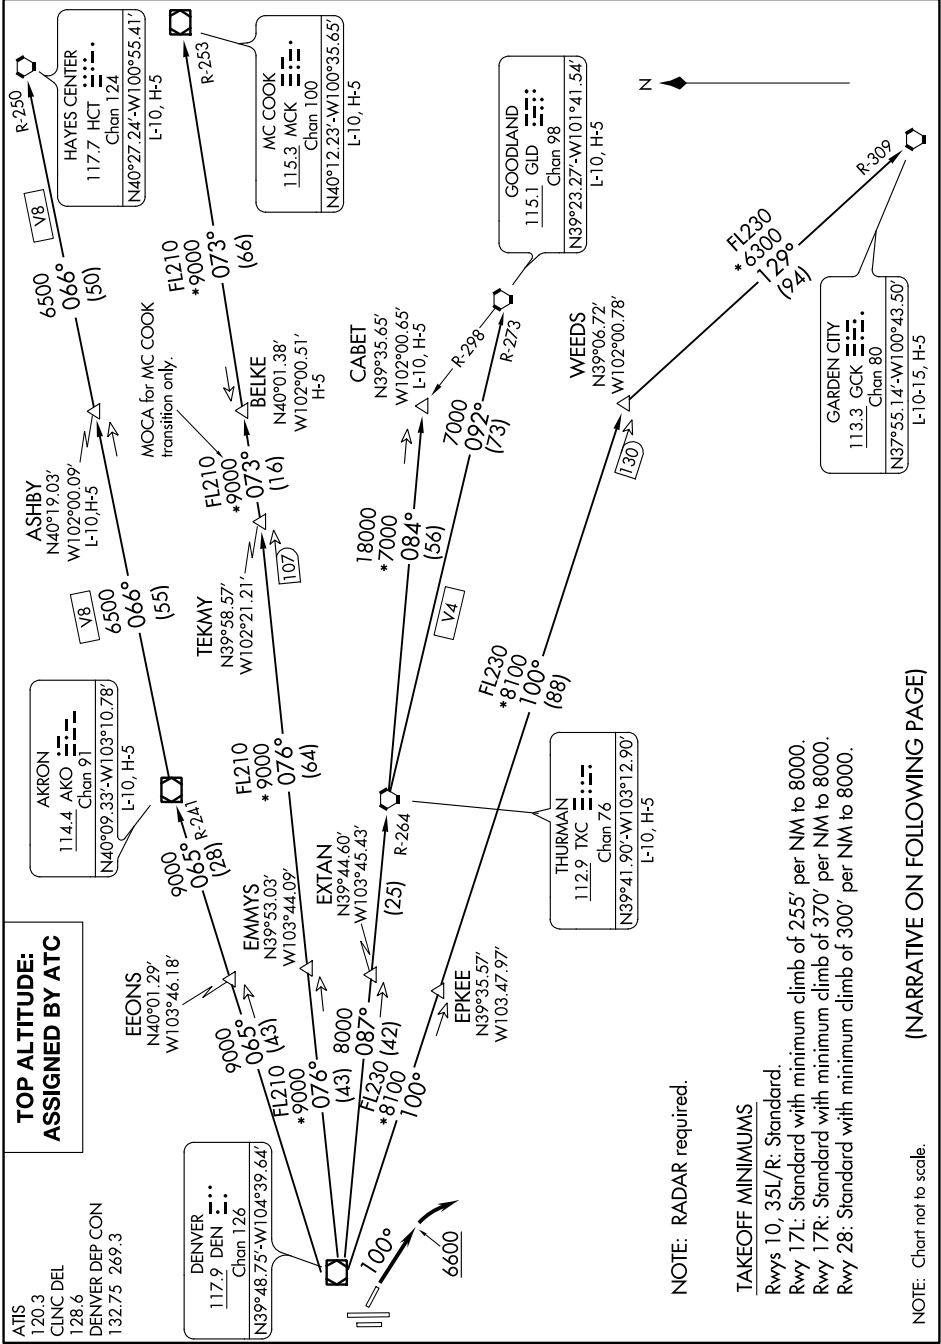 ATIS
120.3
CLNC DEL
128.6
DENVER DEP CON
132.75 269.3
TOP ALTITUDE:
ASSIGNED BY ATC
HAYES CENTER
117.7 HCT
Chan 124
N40°27.24'-W100°55.41'
L-10, H-5
R-250
V8
6500
066°
(50)
MC COOK
115.3 MCK
Chan 100
N40°12.23'-W100°35.65'
L-10, H-5
R-253
FL210
*9000
073°
(66)
ASHBY
N40°19.03'
W102°00.09'
L-10,H-5
V8
6500
066°
(55)
AKRON
114.4 AKO
Chan 91
N40°09.33'-W103°10.78'
L-10, H-5
R-241
9000
065°
(28)
EEONS
N40°01.29'
W103°46.18'
9000
065°
(43)
MOCA for MC COOK
transition only.
BELKE
N40°01.38'
W102°00.51'
H-5
FL210
*9000
073°
(16)
TEKMY
N39°58.57'
W102°21.21'
107
FL210
*9000
076°
(64)
EMMYS
N39°53.03'
W103°44.09'
FL210
*9000
076°
(43)
GOODLAND
115.1 GLD
Chan 98
N39°23.27'-W101°41.54'
L-10, H-5
R-298
R-273
CABET
N39°35.65'
W102°00.65'
L-10, H-5
18000
*7000
084°
(56)
7000
092°
(73)
V4
THURMAN
112.9 TXC
Chan 76
N39°41.90'-W103°12.90'
L-10, H-5
R-264
(25)
EXTAN
N39°44.60'
W103°45.43'
8000
087°
(42)
N
WEEDS
N39°06.72'
W102°00.78'
130
FL230
*6300
129°
(94)
R-309
GARDEN CITY
113.3 GCK
Chan 80
N37°55.14'-W100°43.50'
L-10-15, H-5
FL230
*8100
100°
(88)
EPKEE
N39°35.57'
W103.47.97'
FL230
*8100
100°
DENVER
117.9 DEN
Chan 126
N39°48.75'-W104°39.64'
100°
6600
NOTE: RADAR required.
TAKEOFF MINIMUMS
Rwys 10, 35L/R: Standard.
Rwy 17L: Standard with minimum climb of 255' per NM to 8000.
Rwy 17R: Standard with minimum climb of 370' per NM to 8000.
Rwy 28: Standard with minimum climb of 300' per NM to 8000.
NOTE: Chart not to scale.
(NARRATIVE ON FOLLOWING PAGE)